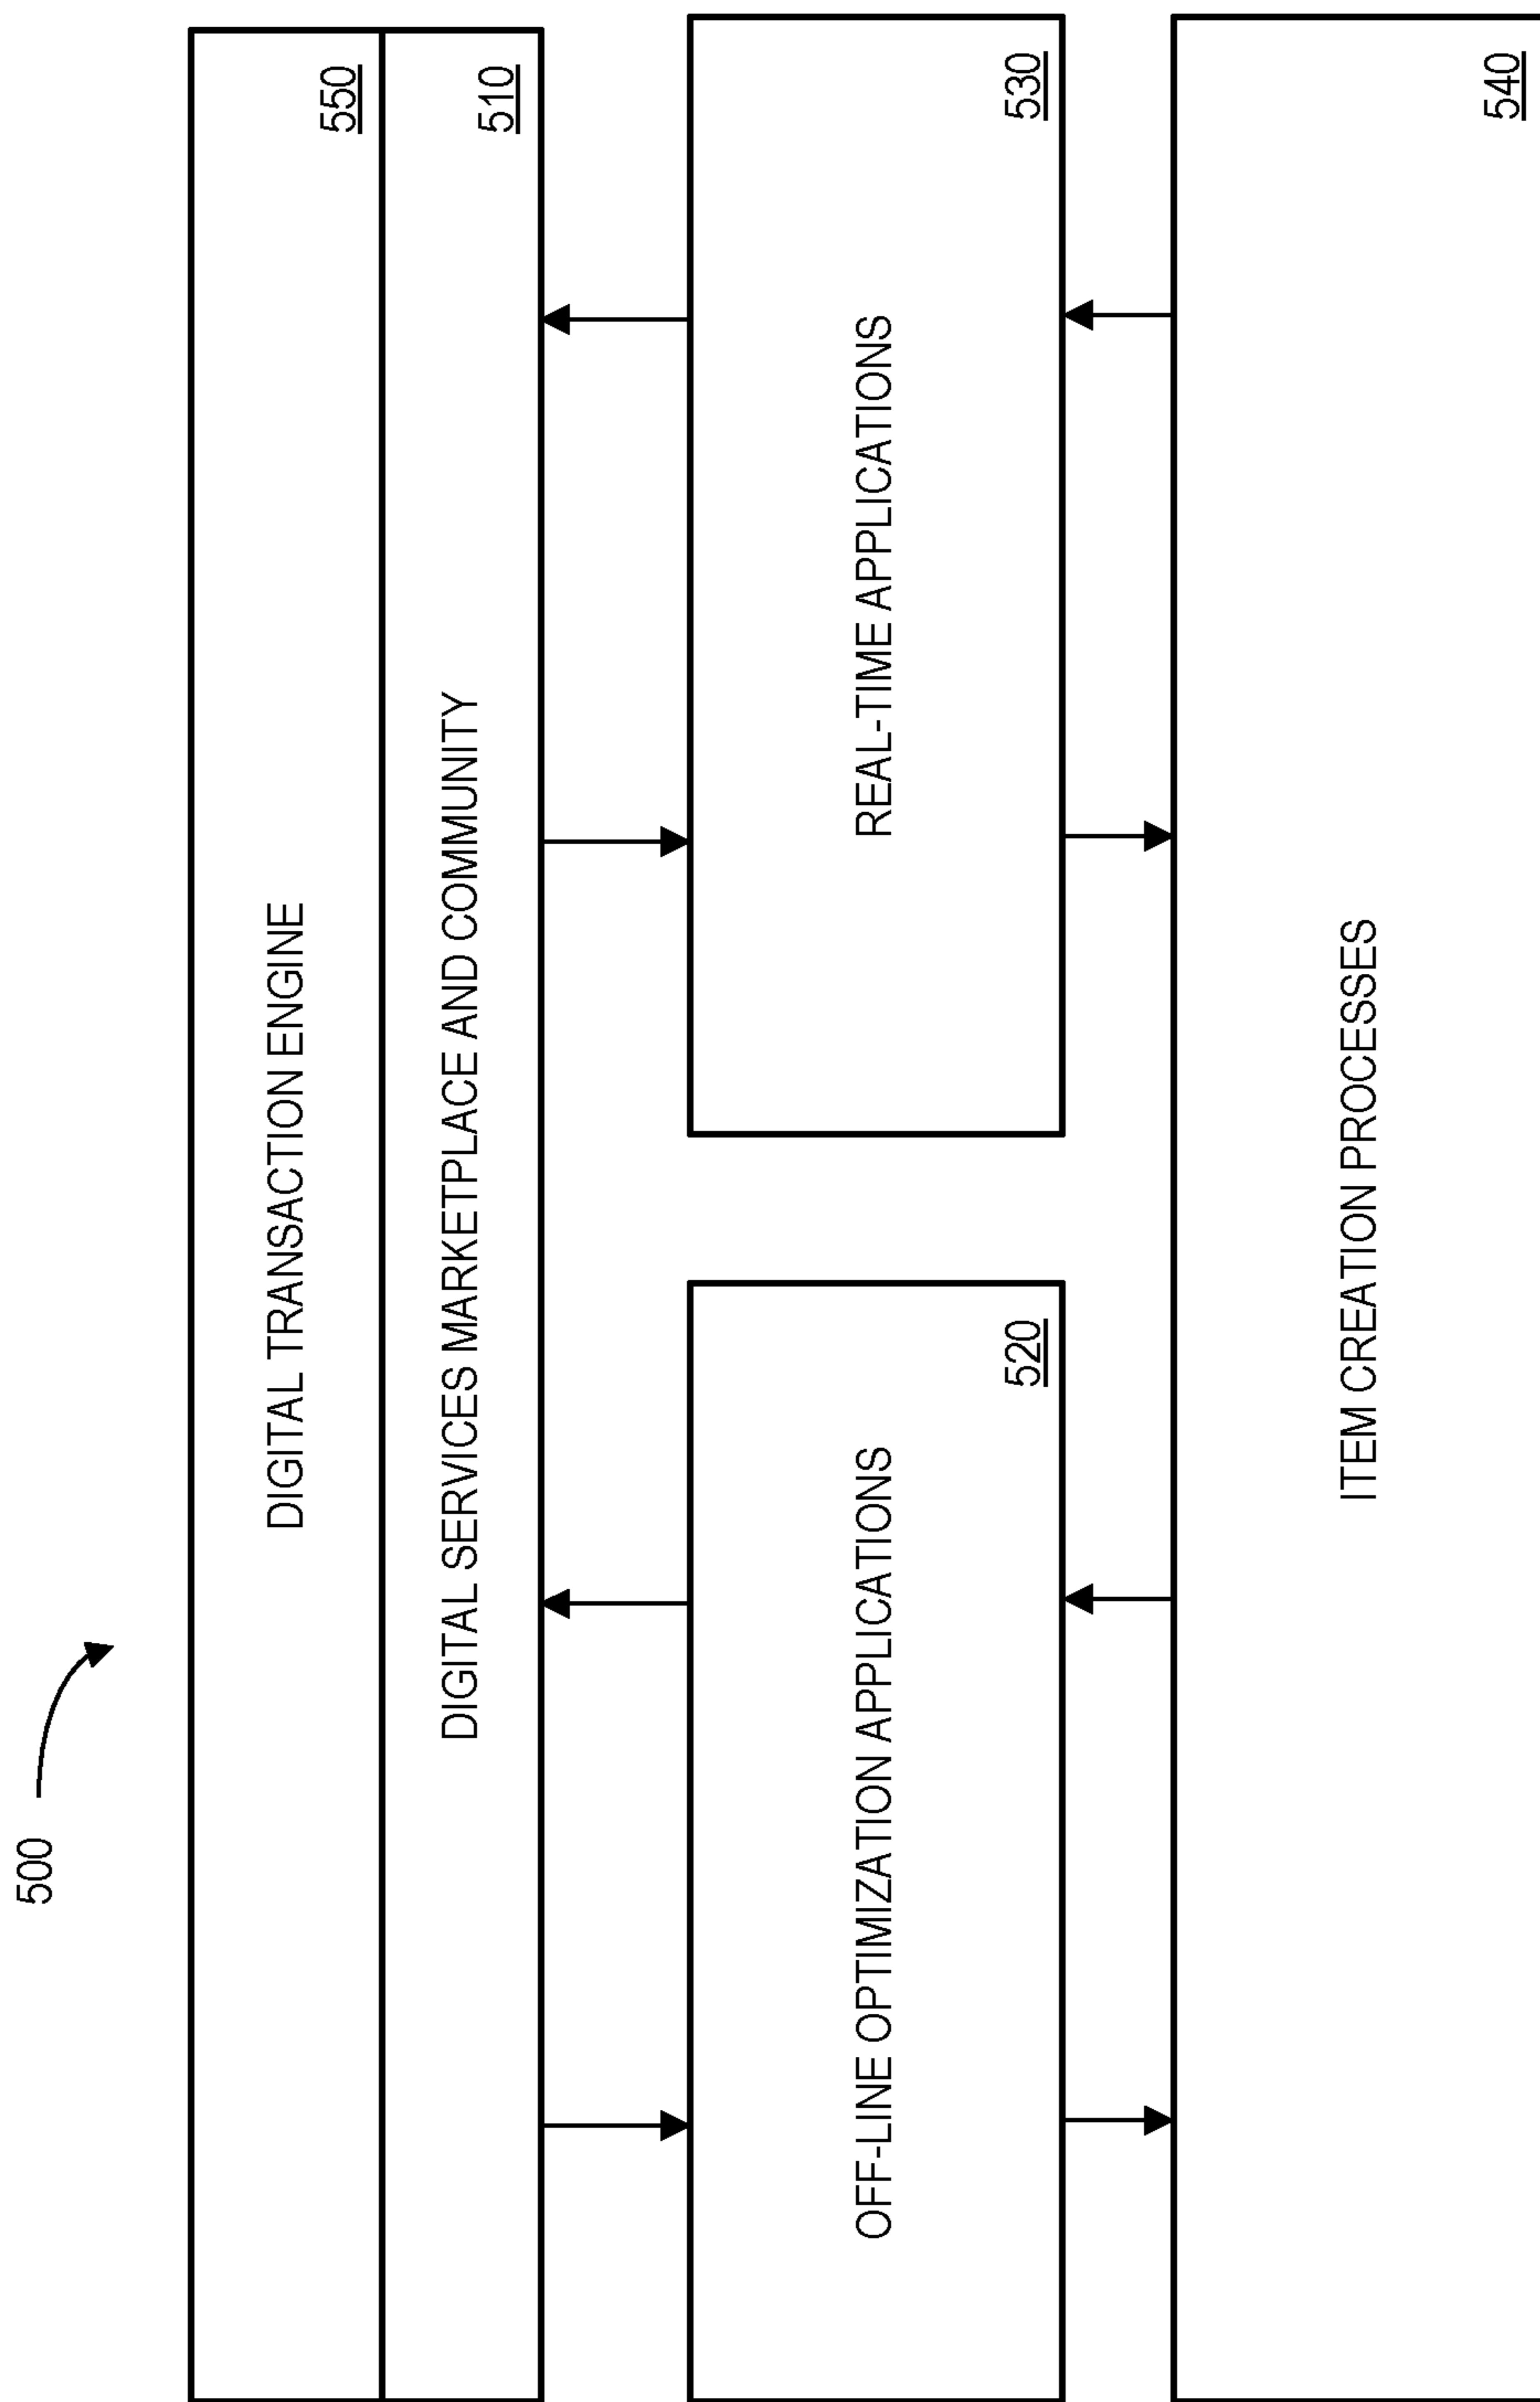 500
DIGITAL TRANSACTION ENGINE
550
DIGITAL SERVICES MARKETPLACE AND COMMUNITY
510
OFF-LINE OPTIMIZATION APPLICATIONS
520
REAL-TIME APPLICATIONS
530
ITEM CREATION PROCESSES
540